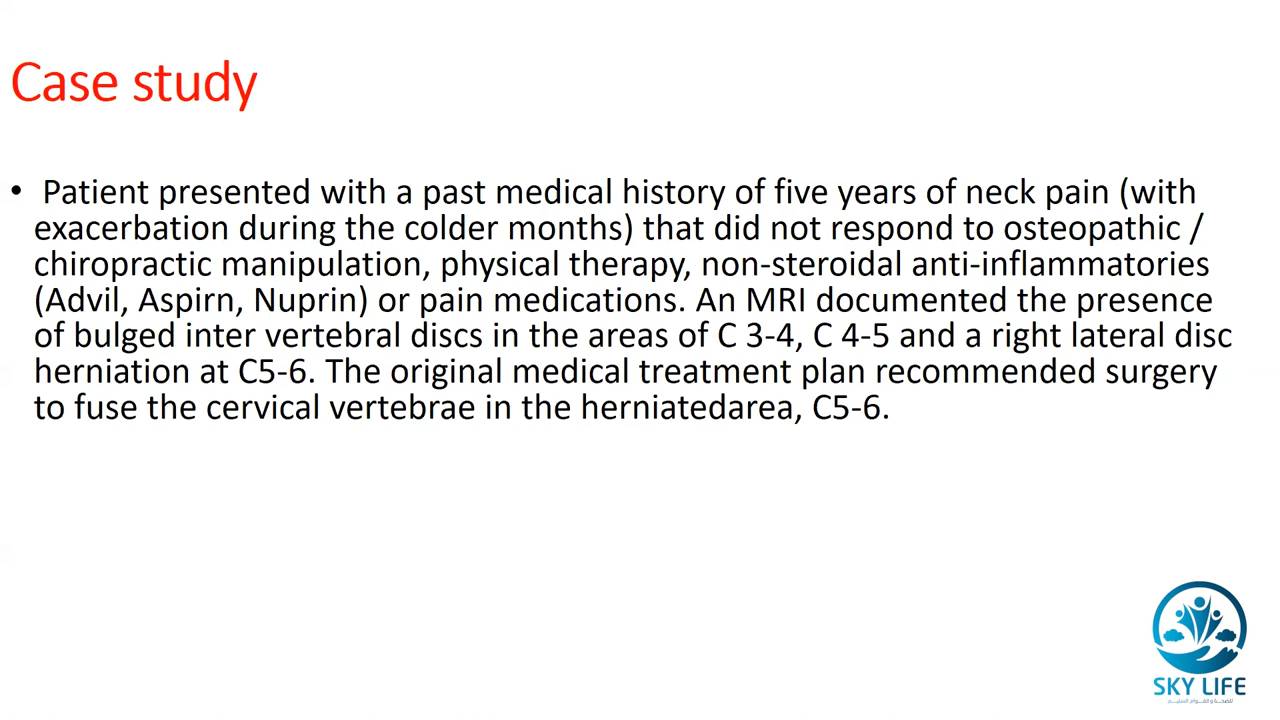 Case study
• Patient presented with a past medical history of five years of neck pain (with
exacerbation during the colder months) that did not respond to osteopathic /
chiropractic manipulation, physical therapy, non-steroidal anti-inflammatories
(Advil, Aspirn, Nuprin) or pain medications. An MRI documented the presence
of bulged inter vertebral discs in the areas of C 3-4, C 4-5 and a right lateral disc
herniation at C5-6. The original medical treatment plan recommended surgery
to fuse the cervical vertebrae in the herniatedarea, C5-6.
SKY LIFE
للصحة و القوام السليم